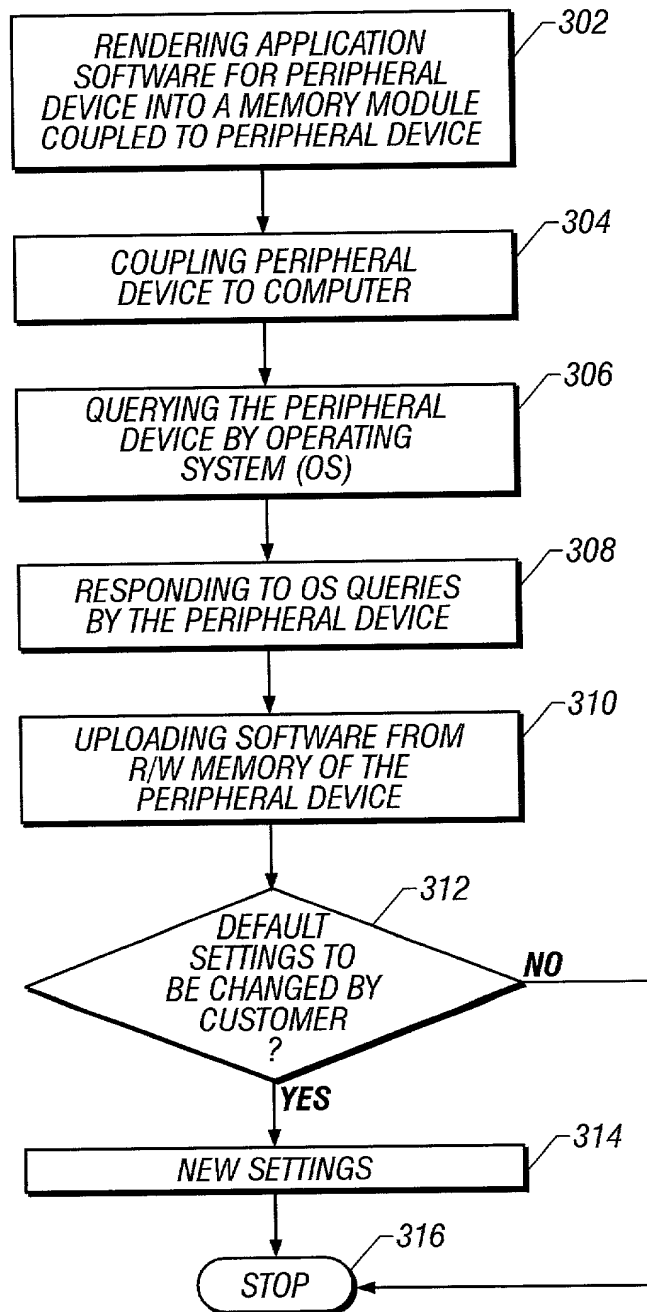 RENDERING APPLICATION
SOFTWARE FOR PERIPHERAL
DEVICE INTO A MEMORY MODULE
COUPLED TO PERIPHERAL DEVICE
302
COUPLING PERIPHERAL
DEVICE TO COMPUTER
304
QUERYING THE PERIPHERAL
DEVICE BY OPERATING
SYSTEM (OS)
306
RESPONDING TO OS QUERIES
BY THE PERIPHERAL DEVICE
308
UPLOADING SOFTWARE FROM
R/W MEMORY OF THE
PERIPHERAL DEVICE
310
DEFAULT
SETTINGS TO
BE CHANGED BY
CUSTOMER
?
312
NO
YES
NEW SETTINGS
314
STOP
316